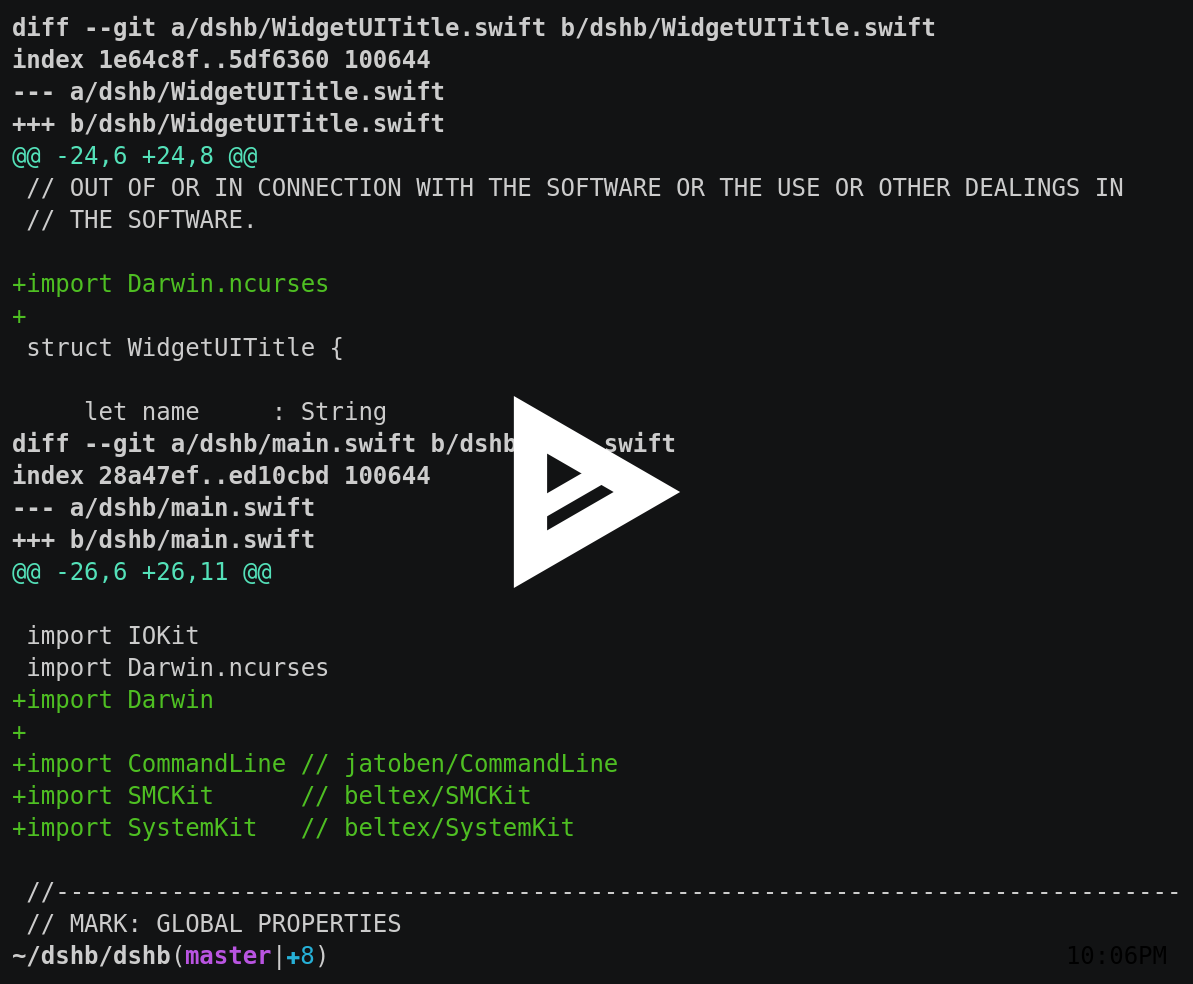 diff --git a/dshb/WidgetUITitle.swift b/dshb/WidgetUITitle.swift
index 1e64c8f..5df6360 100644
--- a/dshb/WidgetUITitle.swift
+++ b/dshb/WidgetUITitle.swift
@@ -24,6 +24,8 @@
 // OUT OF OR IN CONNECTION WITH THE SOFTWARE OR THE USE OR OTHER DEALINGS IN
 // THE SOFTWARE.

+import Darwin.ncurses
+
 struct WidgetUITitle {

     let name     : String
diff --git a/dshb/main.swift b/dshb swift
index 28a47ef..ed10cbd 100644
--- a/dshb/main.swift
+++ b/dshb/main.swift
@@ -26,6 +26,11 @@

 import IOKit
 import Darwin.ncurses
+import Darwin
+
+import CommandLine // jatoben/CommandLine
+import SMCKit      // beltex/SMCKit
+import SystemKit   // beltex/SystemKit

 //------------------------------------------------------------------------------
 // MARK: GLOBAL PROPERTIES
~/dshb/dshb(master|✚8) 10:06PM